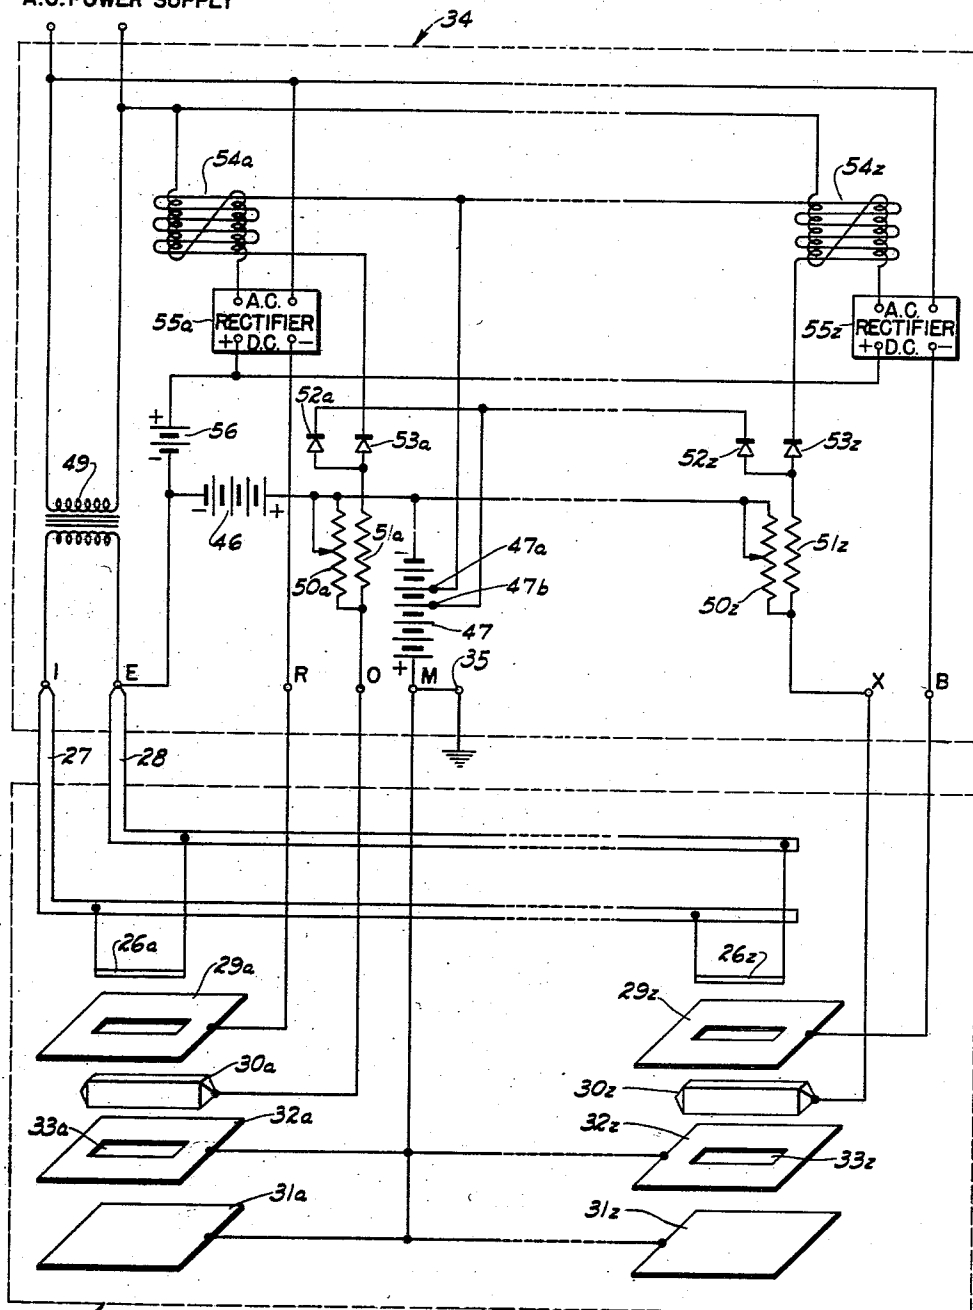 A.C. POWER SUPPLY
34
54a
54z
A.C.
55a RECTIFIER
+ D.C. -
A.C.
55z RECTIFIER
+ D.C. -
52a
+
56
-
53a
52z
53z
49
- 46 +
51a
50a
-
47a
47b
47
+
51z
50z
I
E
R
O
M
35
X
B
27
28
26a
26z
29a
29z
30a
30z
33a
32a
32z
33z
31a
31z